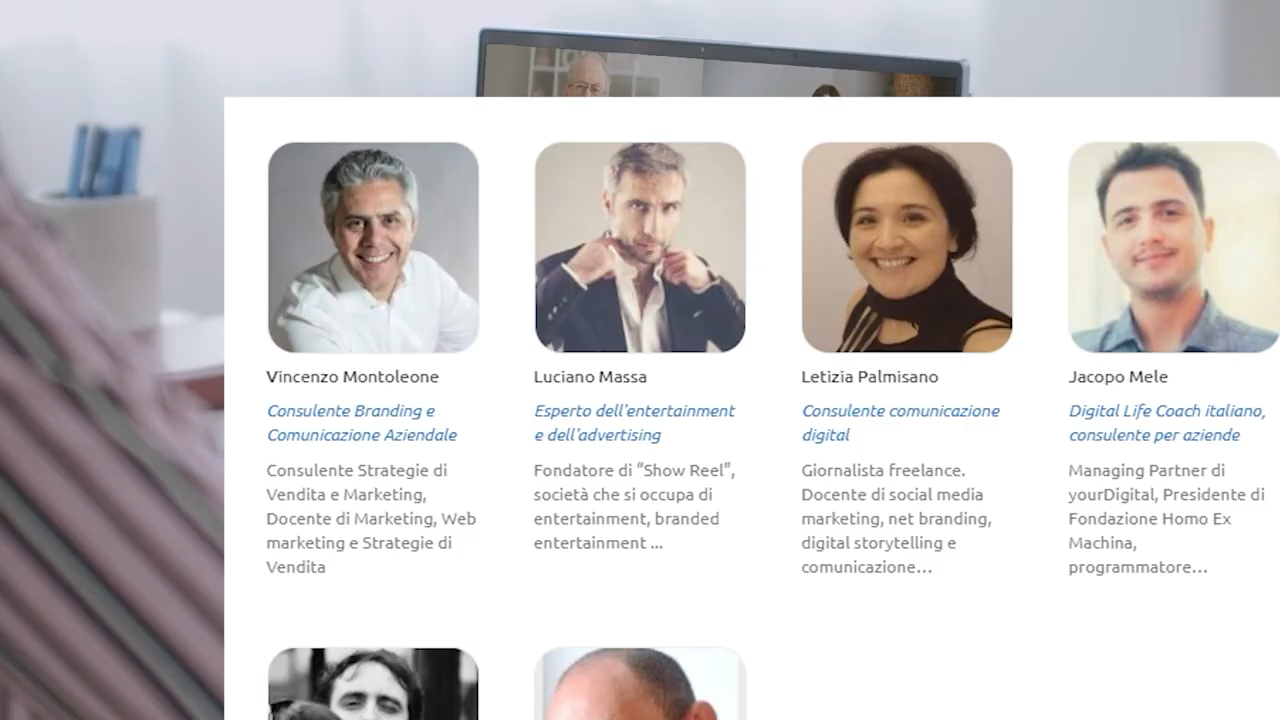 Vincenzo Montoleone
Consulente Branding e
Comunicazione Aziendale
Consulente Strategie di
Vendita e Marketing,
Docente di Marketing, Web
marketing e Strategie di
Vendita
Luciano Massa
Esperto dell'entertainment
e dell'advertising
Fondatore di "Show Reel",
società che si occupa di
entertainment, branded
entertainment ...
Letizia Palmisano
Consulente comunicazione
digital
Giornalista freelance.
Docente di social media
marketing, net branding,
digital storytelling e
comunicazione...
Jacopo Mele
Digital Life Coach italiano,
consulente per aziende
Managing Partner di
yourDigital, Presidente di
Fondazione Homo Ex
Machina,
programmatore...